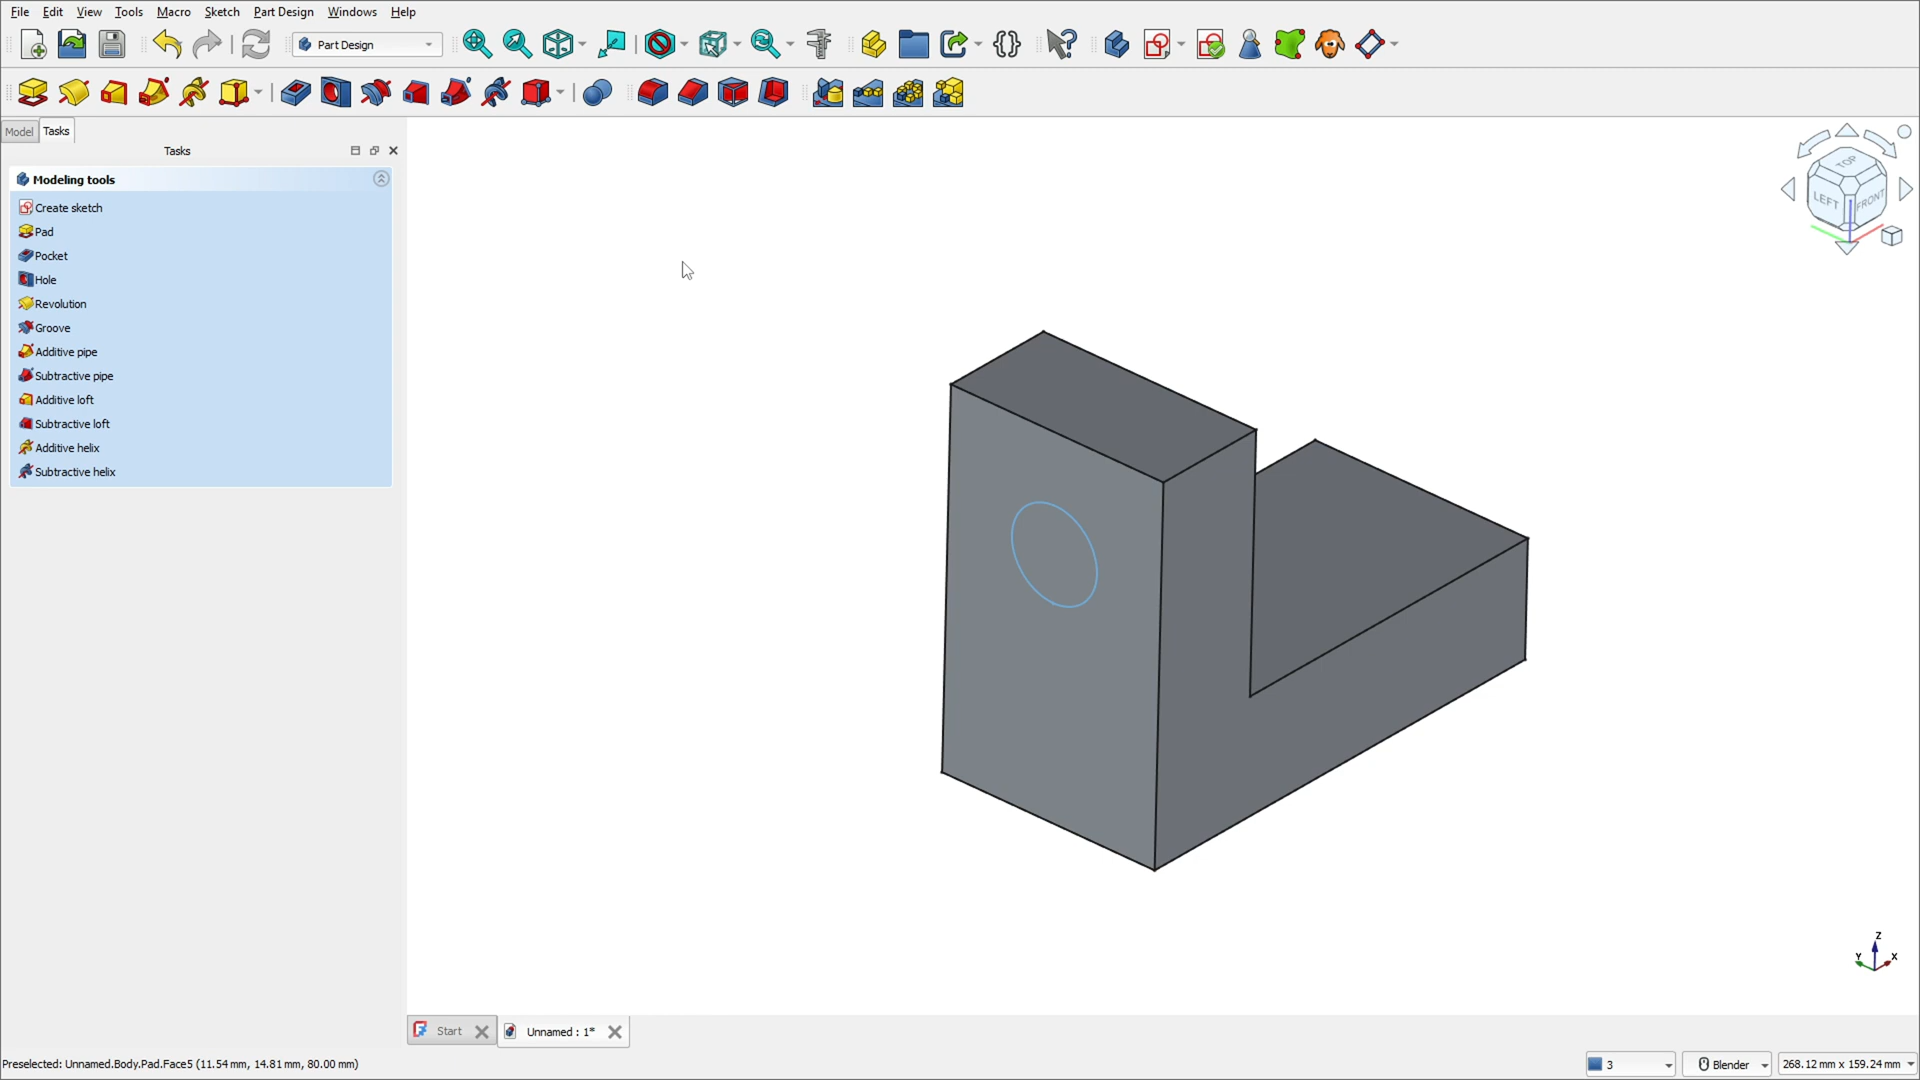 File Edit View Tools Macro Sketch Part Design Windows Help
Part Design
Model Tasks
Tasks
Modeling tools
Create sketch
Pad
Pocket
Hole
Revolution
Groove
Additive pipe
Subtractive pipe
Additive loft
Subtractive loft
Additive helix
Subtractive helix
TOP
LEFT FRONT
Z
Y X
Start Unnamed : 1*
Preselected: Unnamed.Body.Pad.Face5 (11.54 mm, 14.81 mm, 80.00 mm) 3 Blender 268.12 mm x 159.24 mm